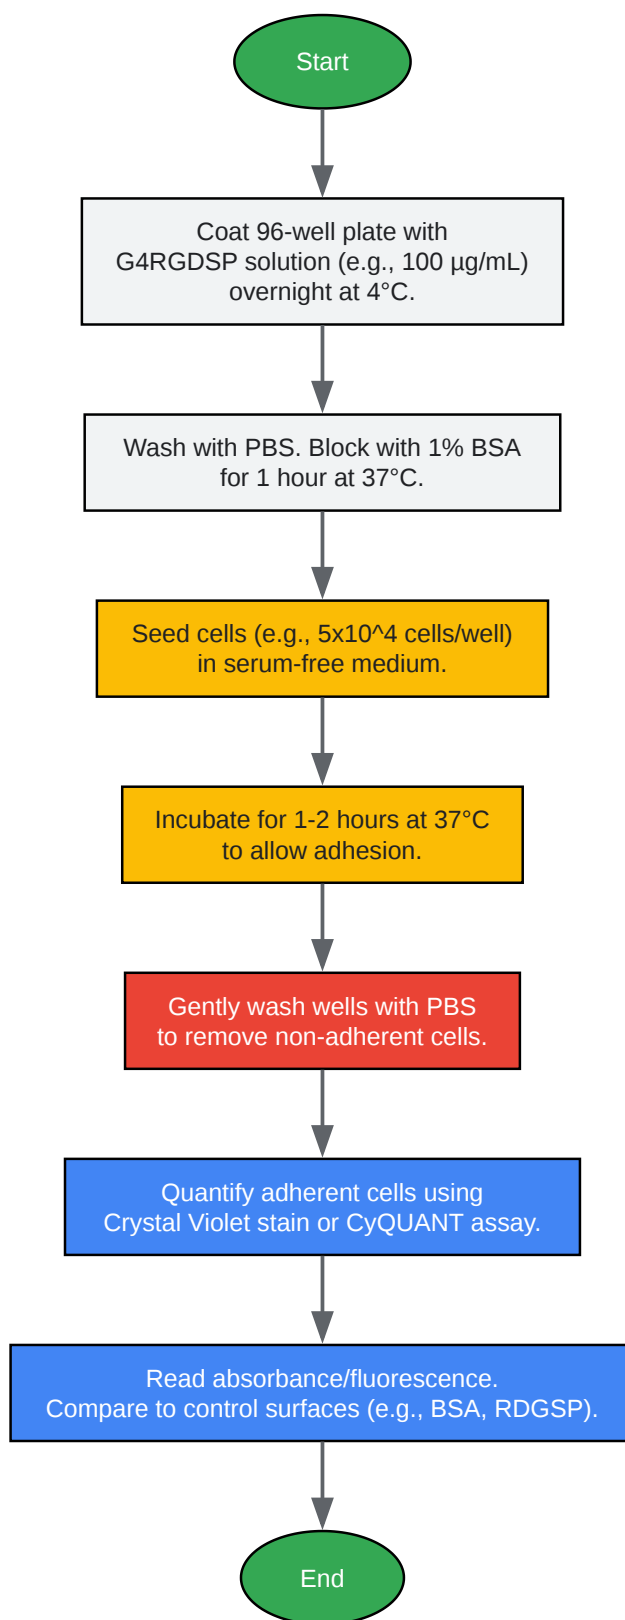 Start
Coat 96-well plate with
G4RGDSP solution (e.g., 100 µg/mL)
overnight at 4°C.
Wash with PBS. Block with 1% BSA
for 1 hour at 37°C.
Seed cells (e.g., 5x10^4 cells/well)
in serum-free medium.
Incubate for 1-2 hours at 37°C
to allow adhesion.
Gently wash wells with PBS
to remove non-adherent cells.
Quantify adherent cells using
Crystal Violet stain or CyQUANT assay.
Read absorbance/fluorescence.
Compare to control surfaces (e.g., BSA, RDGSP).
End